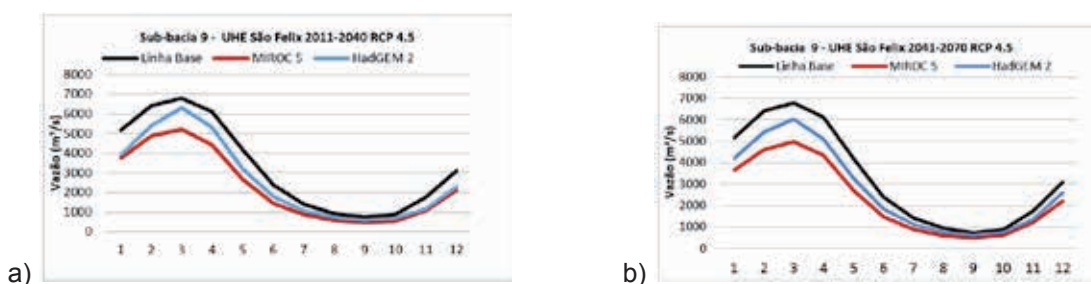 Sub-bacia 9 - UHE São Felix 2011-2040 RCP 4.5
Linha Base MIROC 5 HadGEM 2
Vazão (m³/s)
8000
7000
6000
5000
4000
3000
2000
1000
0
1 2 3 4 5 6 7 8 9 10 11 12
a)
Sub-bacia 9 - UHE São Felix 2041-2070 RCP 4.5
Linha Base MIROC 5 HadGEM 2
Vazão (m³/s)
8000
7000
6000
5000
4000
3000
2000
1000
0
1 2 3 4 5 6 7 8 9 10 11 12
b)